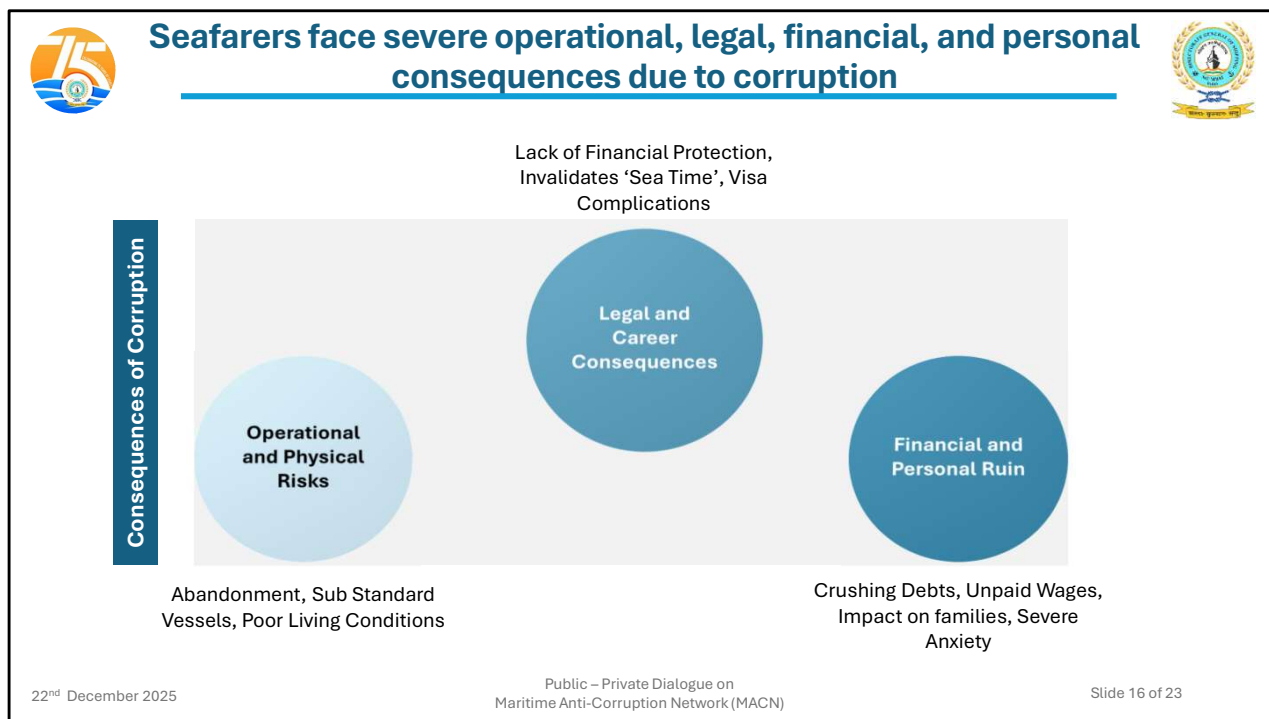 Seafarers face severe operational, legal, financial, and personal
consequences due to corruption
75
Lack of Financial Protection,
Invalidates ‘Sea Time’, Visa
Complications
Consequences of Corruption
Legal and
Career
Consequences
Operational
and Physical
Risks
Financial and
Personal Ruin
Abandonment, Sub Standard
Vessels, Poor Living Conditions
Crushing Debts, Unpaid Wages,
Impact on families, Severe
Anxiety
22nd December 2025
Public – Private Dialogue on
Maritime Anti-Corruption Network (MACN)
Slide 16 of 23